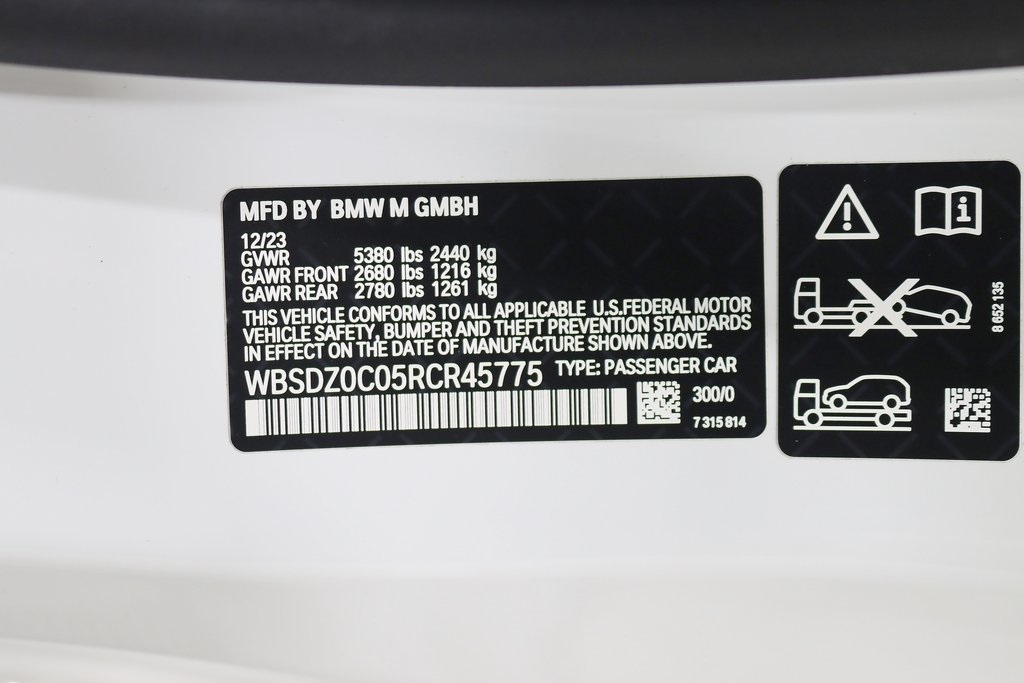 MFD BY BMW M GMBH
12/23
GVWR 5380 lbs 2440 kg
GAWR FRONT 2680 lbs 1216 kg
GAWR REAR 2780 lbs 1261 kg
THIS VEHICLE CONFORMS TO ALL APPLICABLE U.S.FEDERAL MOTOR
VEHICLE SAFETY, BUMPER AND THEFT PREVENTION STANDARDS
IN EFFECT ON THE DATE OF MANUFACTURE SHOWN ABOVE.
WBSDZ0C05RCR45775 TYPE: PASSENGER CAR
300/0
7 315 814
8 652 135